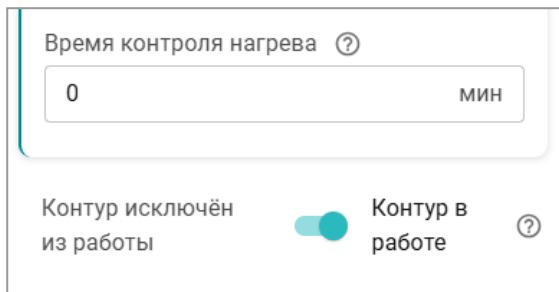 Время контроля нагрева ?
0 мин
Контур исключён
из работы
Контур в
работе ?